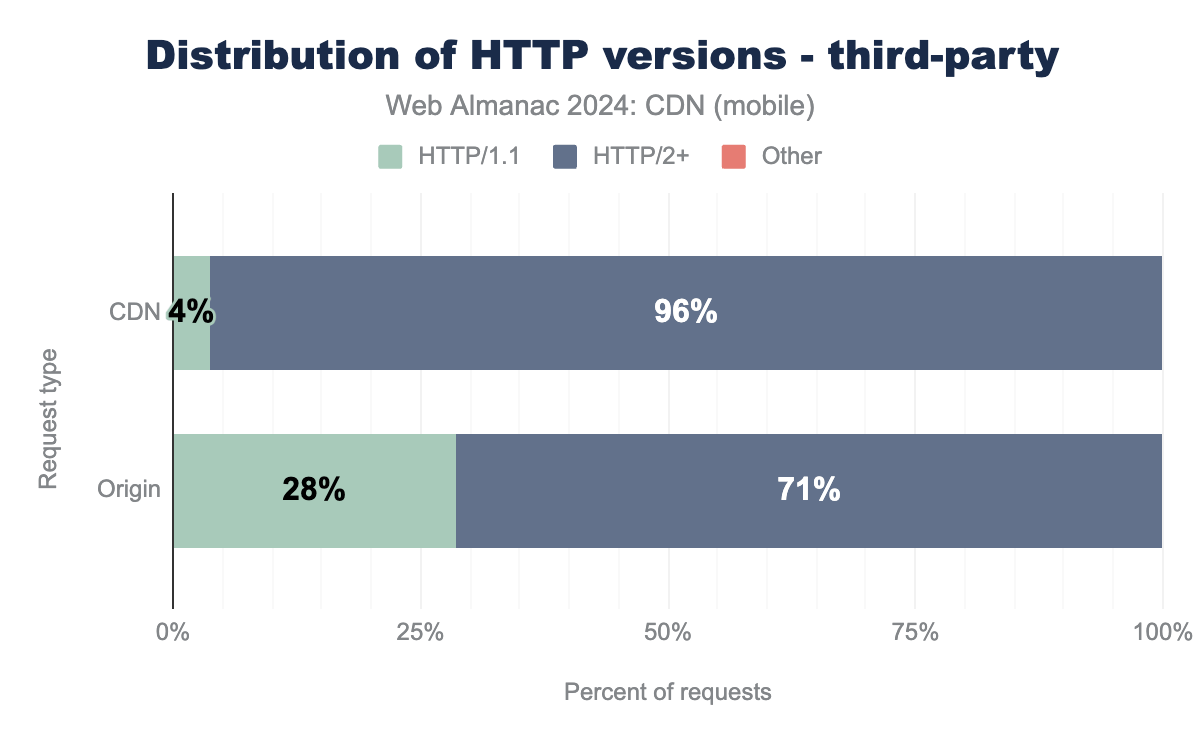 Distribution of HTTP versions - third-party
Web Almanac 2024: CDN (mobile)
HTTP/1.1 HTTP/2+ Other
CDN 4% 96%
Request type
Origin 28% 71%
0% 25% 50% 75% 100%
Percent of requests